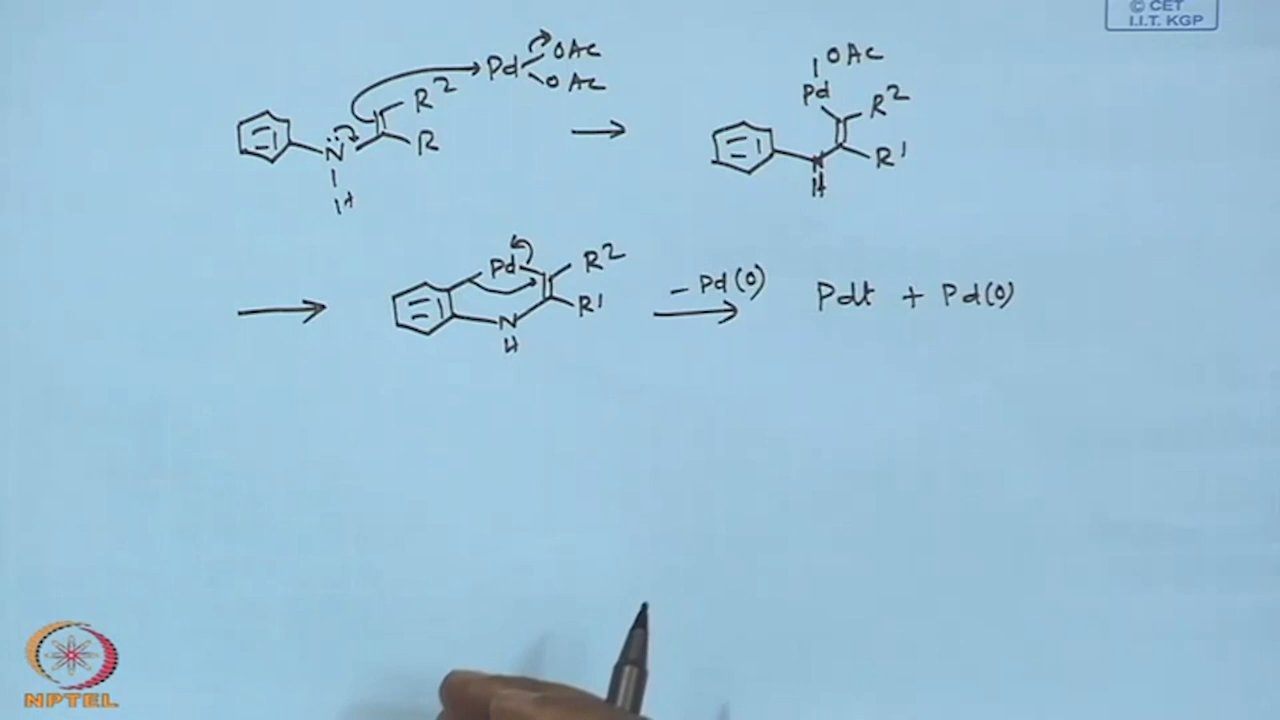 © CET
I.I.T. KGP
Pd OAc
OAc
R²
R
N
H
OAc
Pd
R²
R¹
N
H
Pd R²
R¹
N
H
- Pd(0)
Pdt + Pd(0)
NPTEL